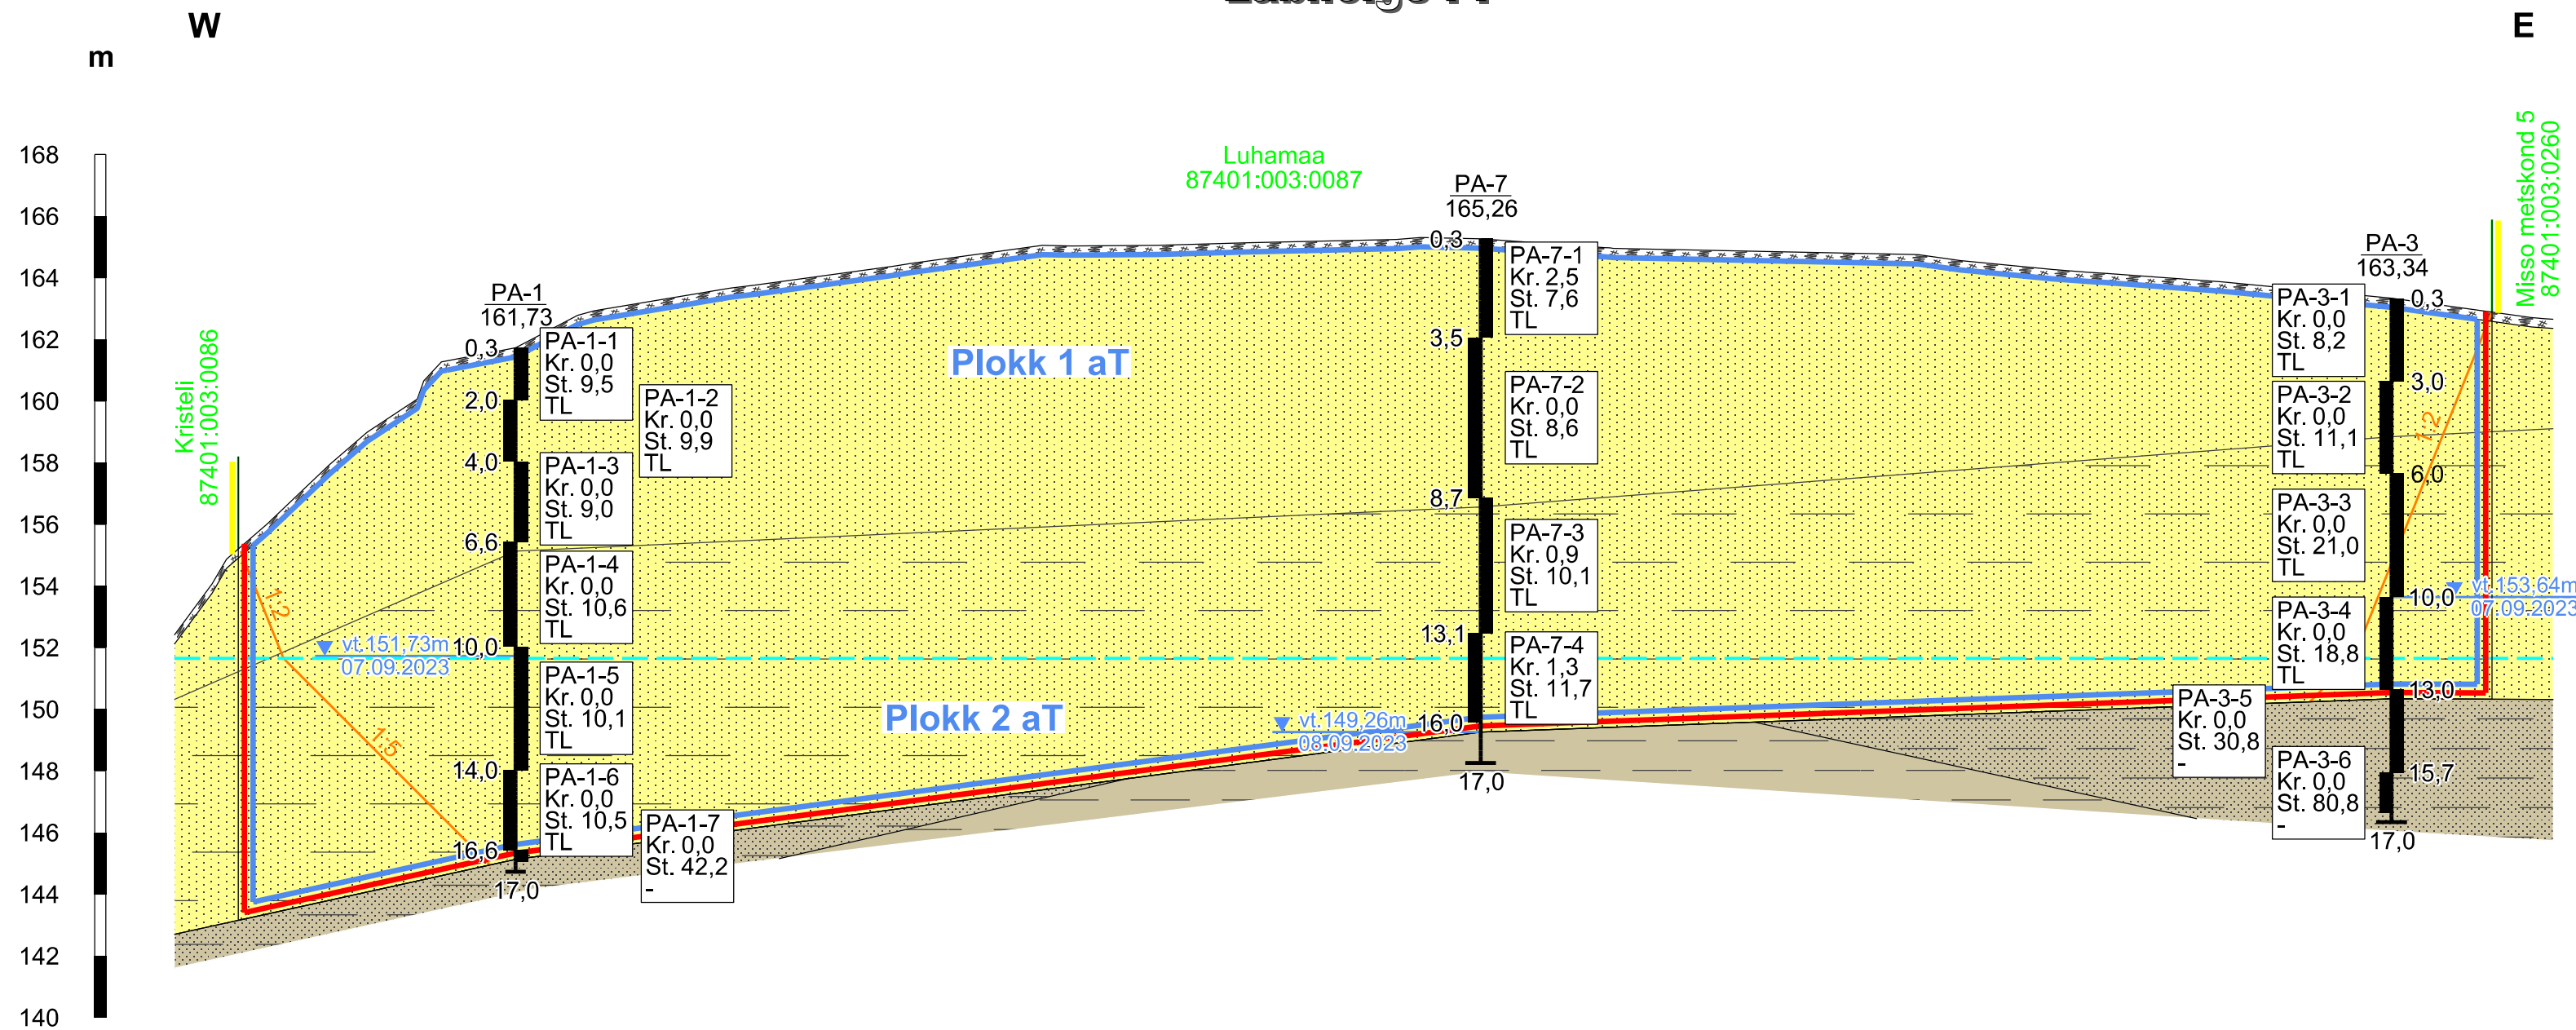 W
E
m
168
166
164
162
160
158
156
154
152
150
148
146
144
142
140
Kristeli
87401:003:0086
Luhamaa
87401:003:0087
Misso metskond 5
87401:003:0260
PA-1
161,73
0,3
2,0
4,0
6,6
10,0
14,0
16,6
17,0
PA-1-1
Kr. 0,0
St. 9,5
TL
PA-1-2
Kr. 0,0
St. 9,9
TL
PA-1-3
Kr. 0,0
St. 9,0
TL
PA-1-4
Kr. 0,0
St. 10,6
TL
PA-1-5
Kr. 0,0
St. 10,1
TL
PA-1-6
Kr. 0,0
St. 10,5
TL
PA-1-7
Kr. 0,0
St. 42,2
-
vt.151,73m
07.09.2023
1:2
1:5
Plokk 1 aT
Plokk 2 aT
PA-7
165,26
0,3
3,5
8,7
13,1
16,0
17,0
PA-7-1
Kr. 2,5
St. 7,6
TL
PA-7-2
Kr. 0,0
St. 8,6
TL
PA-7-3
Kr. 0,9
St. 10,1
TL
PA-7-4
Kr. 1,3
St. 11,7
TL
vt.149,26m
08.09.2023
PA-3
163,34
0,3
3,0
6,0
10,0
13,0
15,7
17,0
PA-3-1
Kr. 0,0
St. 8,2
TL
PA-3-2
Kr. 0,0
St. 11,1
TL
PA-3-3
Kr. 0,0
St. 21,0
TL
PA-3-4
Kr. 0,0
St. 18,8
TL
PA-3-5
Kr. 0,0
St. 30,8
-
PA-3-6
Kr. 0,0
St. 80,8
-
1:2
vt.153,64m
07.09.2023